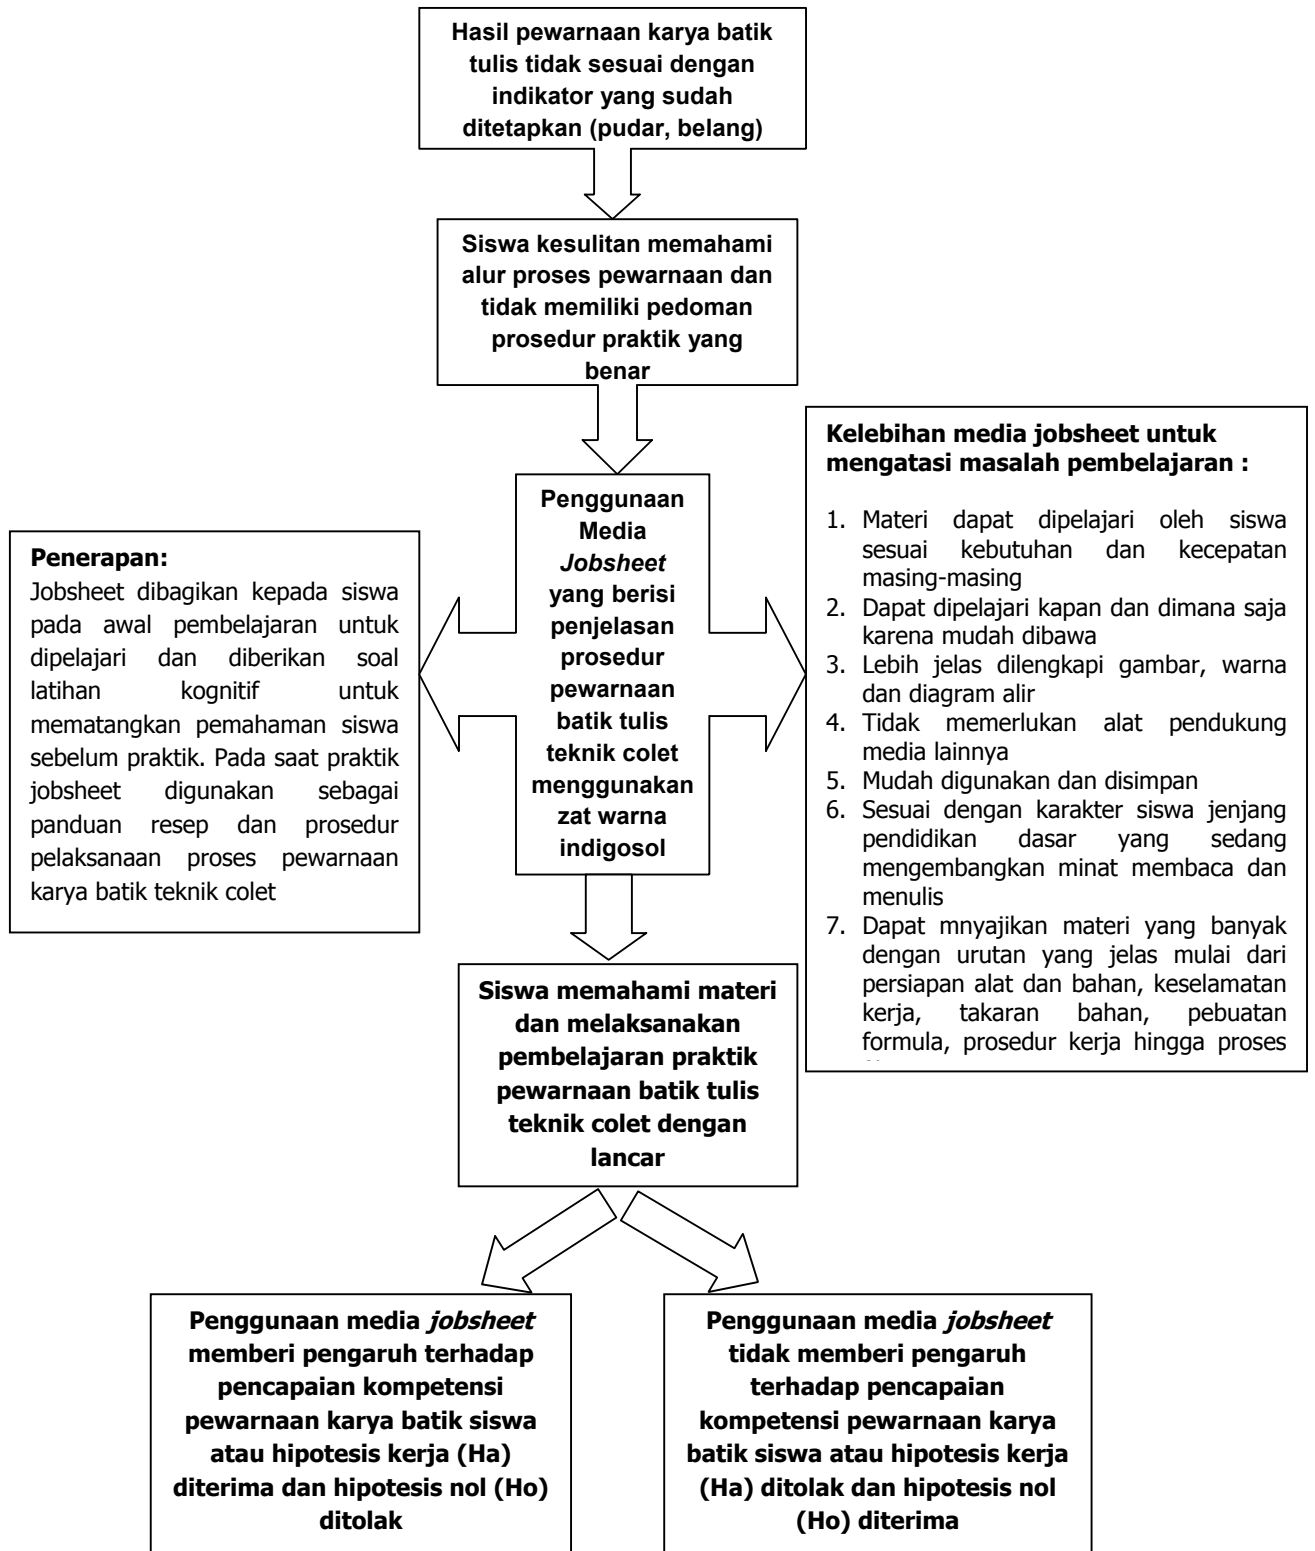 Hasil pewarnaan karya batik
tulis tidak sesuai dengan
indikator yang sudah
ditetapkan (pudar, belang)
Siswa kesulitan memahami
alur proses pewarnaan dan
tidak memiliki pedoman
prosedur praktik yang
benar
Penggunaan
Media
Jobsheet
yang berisi
penjelasan
prosedur
pewarnaan
batik tulis
teknik colet
menggunakan
zat warna
indigosol
Penerapan:
Jobsheet dibagikan kepada siswa
pada awal pembelajaran untuk
dipelajari dan diberikan soal
latihan kognitif untuk
mematangkan pemahaman siswa
sebelum praktik. Pada saat praktik
jobsheet digunakan sebagai
panduan resep dan prosedur
pelaksanaan proses pewarnaan
karya batik teknik colet
Kelebihan media jobsheet untuk
mengatasi masalah pembelajaran :
1. Materi dapat dipelajari oleh siswa
sesuai kebutuhan dan kecepatan
masing-masing
2. Dapat dipelajari kapan dan dimana saja
karena mudah dibawa
3. Lebih jelas dilengkapi gambar, warna
dan diagram alir
4. Tidak memerlukan alat pendukung
media lainnya
5. Mudah digunakan dan disimpan
6. Sesuai dengan karakter siswa jenjang
pendidikan dasar yang sedang
mengembangkan minat membaca dan
menulis
7. Dapat mnyajikan materi yang banyak
dengan urutan yang jelas mulai dari
persiapan alat dan bahan, keselamatan
kerja, takaran bahan, pebuatan
formula, prosedur kerja hingga proses
Siswa memahami materi
dan melaksanakan
pembelajaran praktik
pewarnaan batik tulis
teknik colet dengan
lancar
Penggunaan media jobsheet
memberi pengaruh terhadap
pencapaian kompetensi
pewarnaan karya batik siswa
atau hipotesis kerja (Ha)
diterima dan hipotesis nol (Ho)
ditolak
Penggunaan media jobsheet
tidak memberi pengaruh
terhadap pencapaian
kompetensi pewarnaan karya
batik siswa atau hipotesis kerja
(Ha) ditolak dan hipotesis nol
(Ho) diterima